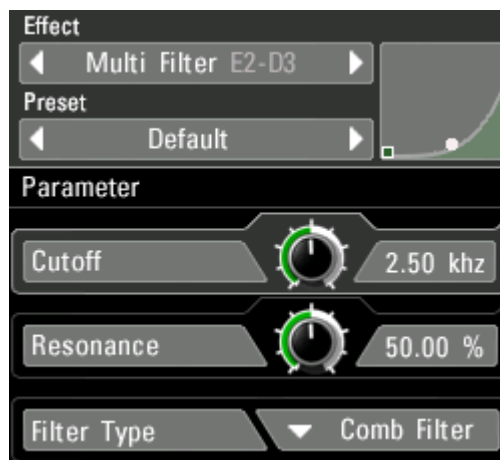 Effect
Multi Filter E2-D3
Preset
Default
Parameter
Cutoff 2.50 khz
Resonance 50.00 %
Filter Type Comb Filter